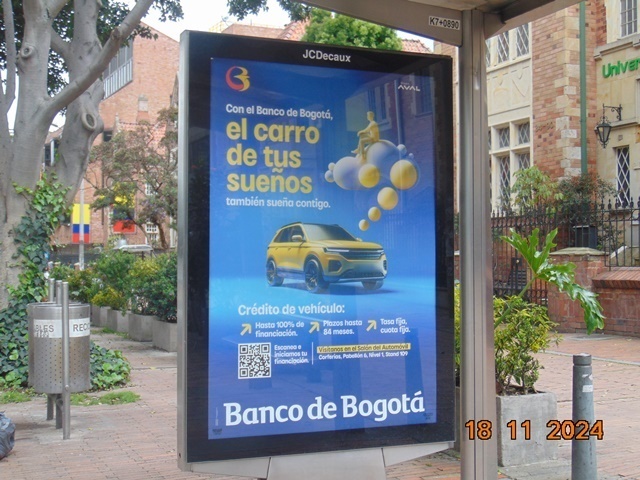 K7+0890
JCDecaux
AVAL
Con el Banco de Bogotá,
el carro
de tus
sueños
también sueña contigo.
Crédito de vehículo:
Hasta 100% de
financiación.
Plazos hasta
84 meses.
Tasa fija,
cuota fija.
Escanea e
iniciamos tu
financiación.
Visítanos en el Salón del Automóvil
Corferias, Pabellón 6, Nivel 1, Stand 109
Banco de Bogotá
Univer
18 11 2024